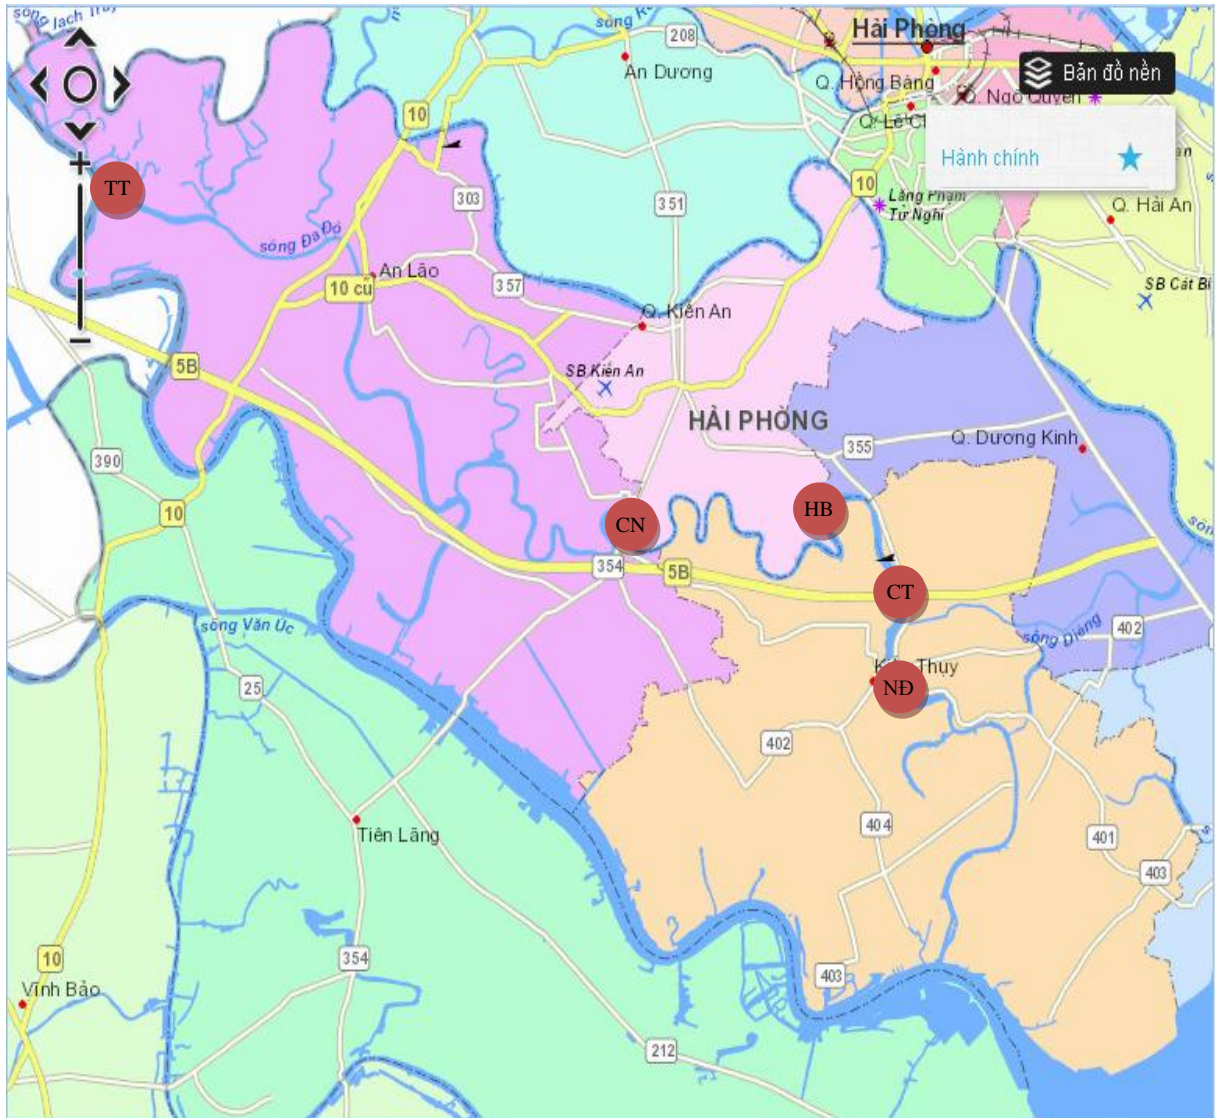 sông lạch Tray
208
Hải Phòng
An Dương
Q. Hồng Bàng
Bản đồ nền
Q. Ngô Quyền
10
Q. Lê Ch
Hành chính
TT
303
351
10
Lăng Phạm
Tử Nghi
Q. Hải An
sông Đa Độ
An Lão
10 cũ
357
SB Cát Bi
Q. Kiến An
5B
SB Kiến An
HẢI PHÒNG
355
Q. Dương Kinh
390
10
CN
HB
354
5B
CT
sông Văn Úc
402
25
NĐ
Thụy
402
404
401
Tiên Lãng
403
10
354
403
Vĩnh Bảo
212